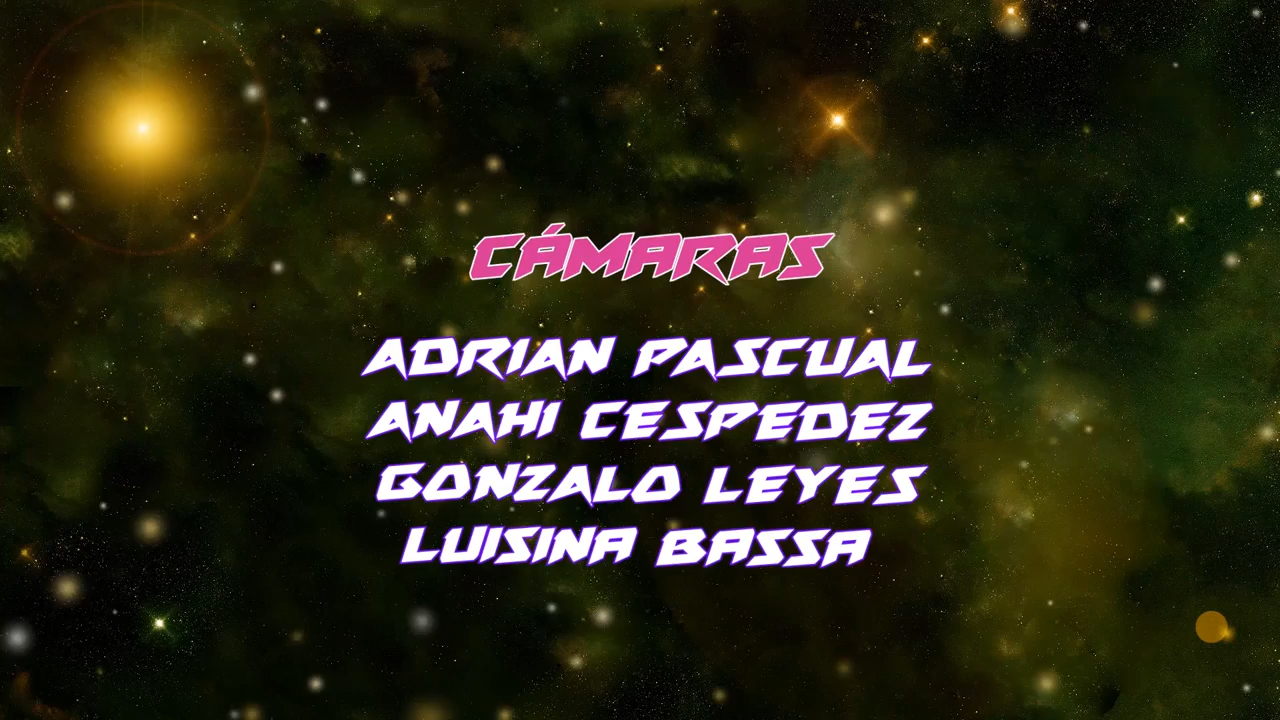 CÁMARAS
ADRIAN PASCUAL
ANAHI CESPEDEZ
GONZALO LEYES
LUISINA BASSA